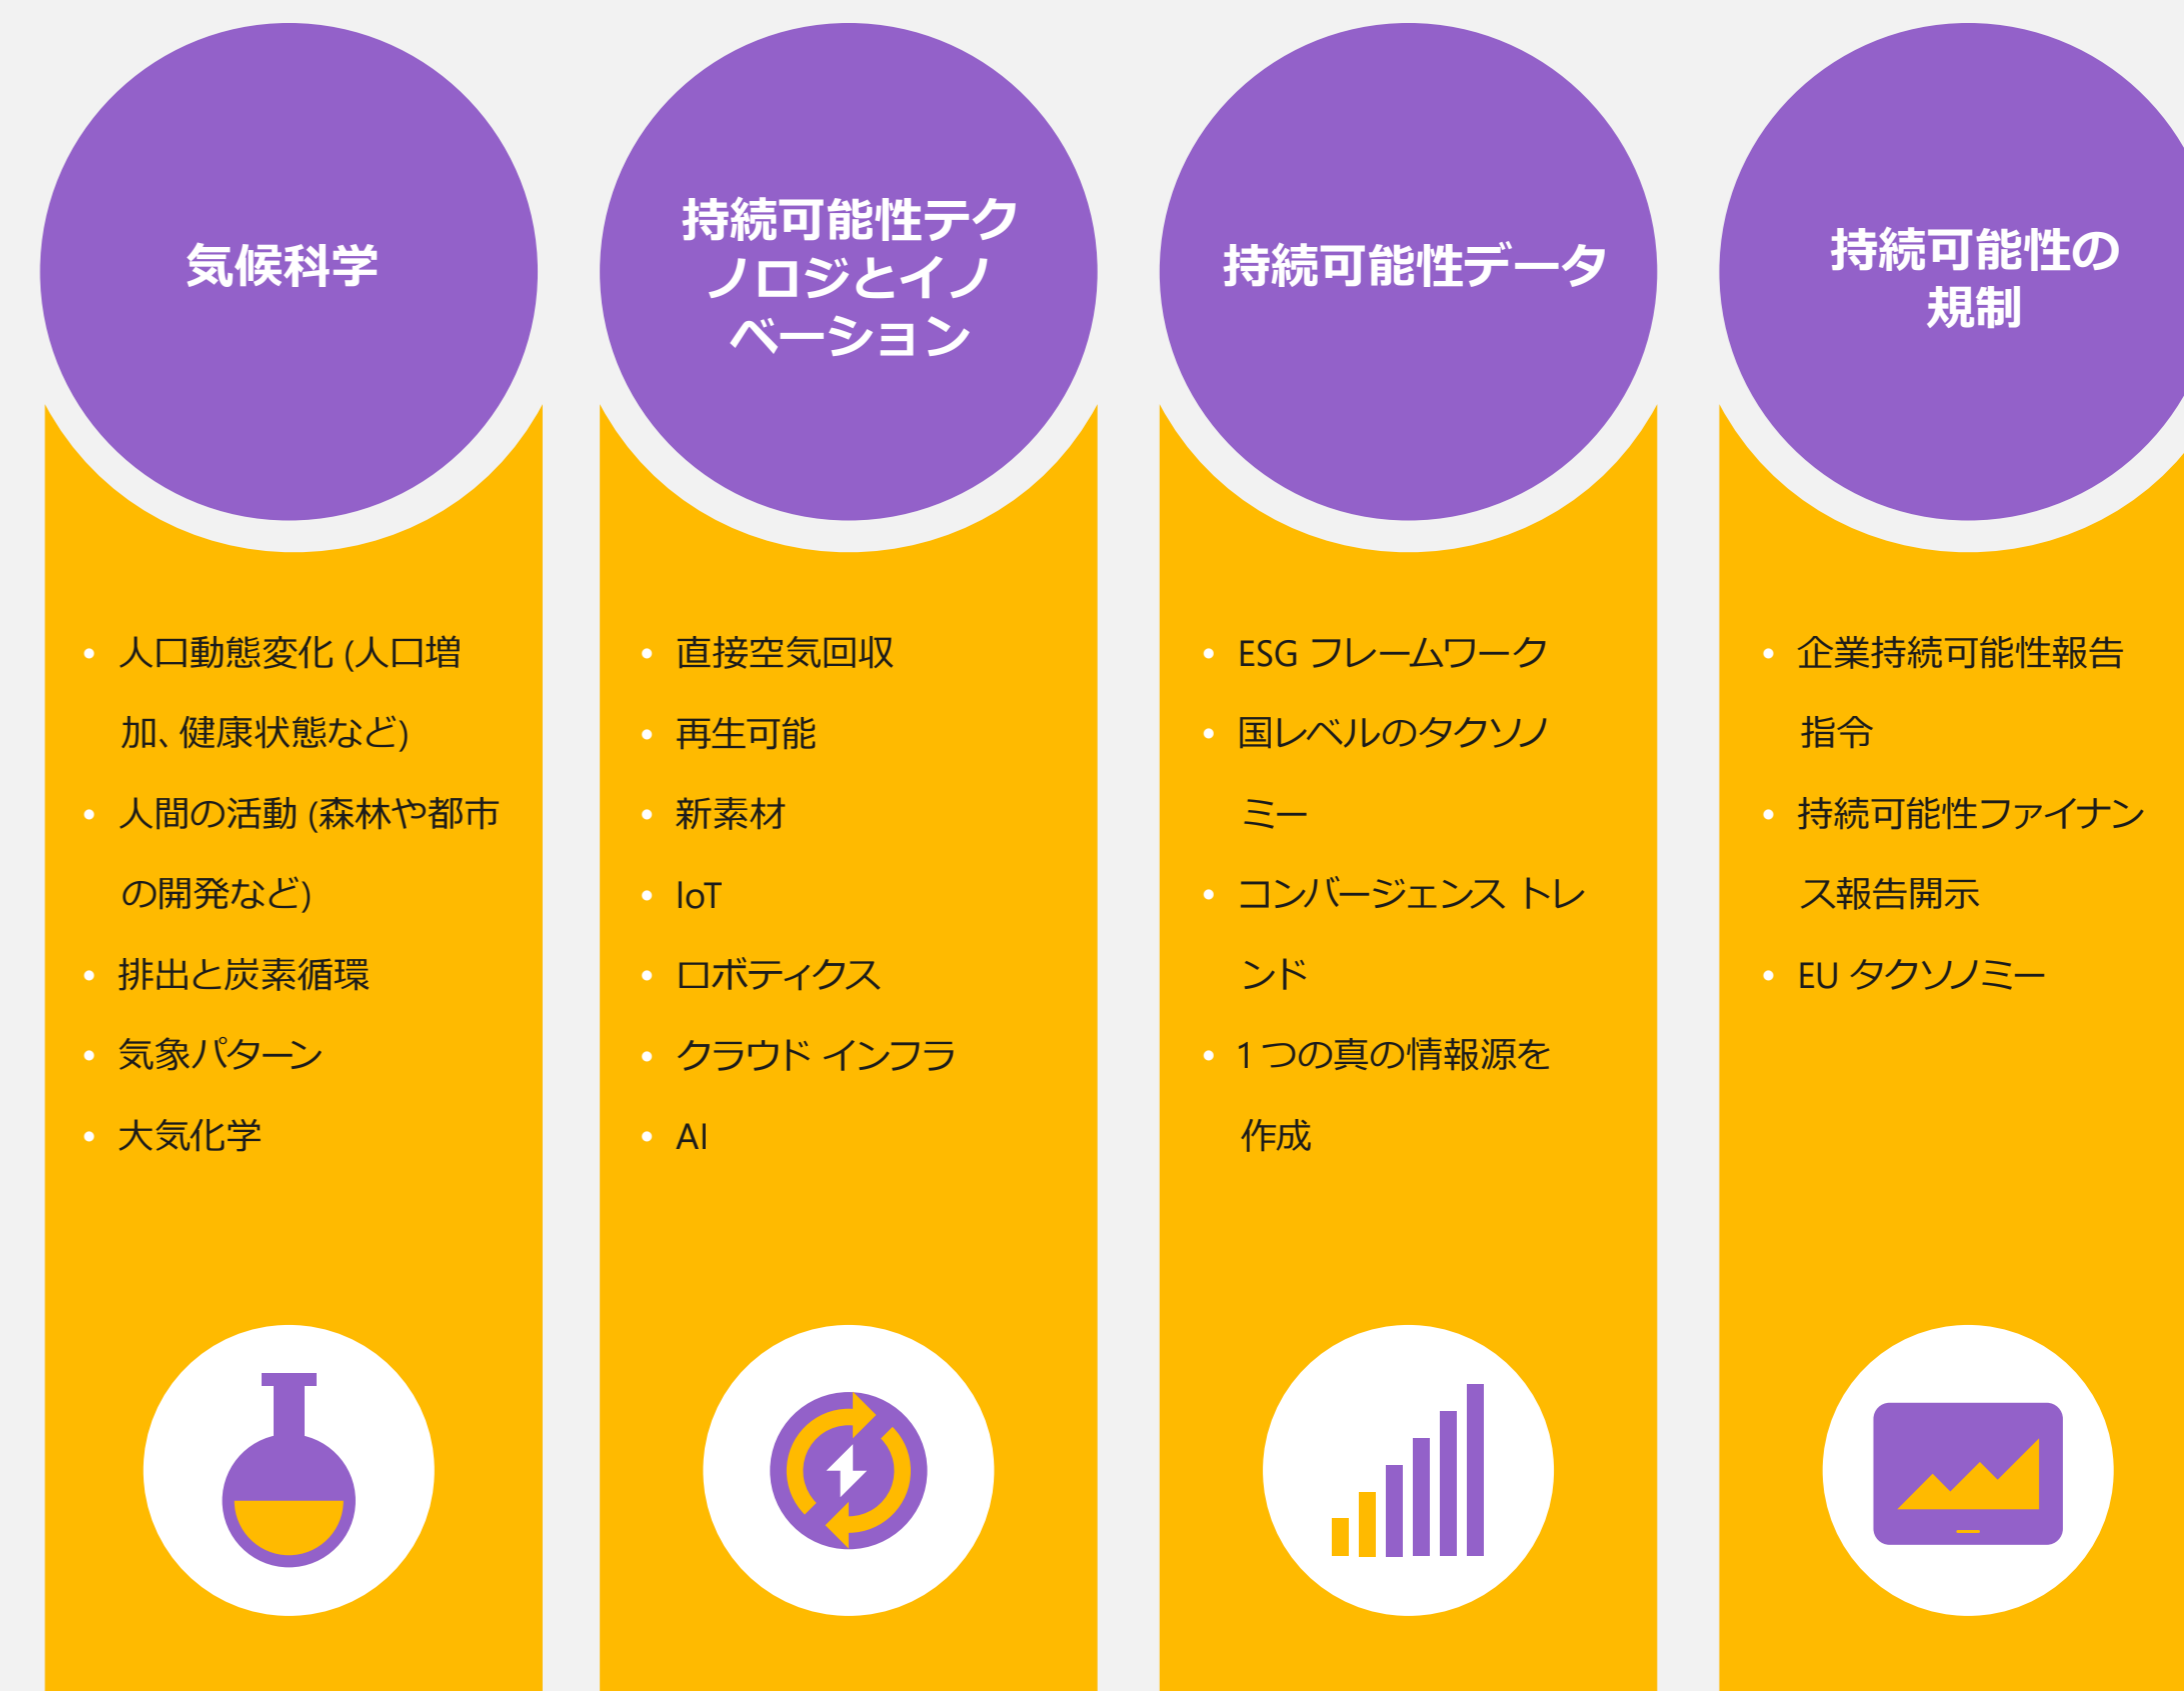 気候科学
• 人口動態変化 (人口増
加、健康状態など)
• 人間の活動 (森林や都市
の開発など)
• 排出と炭素循環
• 気象パターン
• 大気化学
持続可能性テク
ノロジとイノ
ベーション
• 直接空気回収
• 再生可能
• 新素材
• IoT
• ロボティクス
• クラウド インフラ
• AI
持続可能性データ
• ESG フレームワーク
• 国レベルのタクソノ
ミー
• コンバージェンス トレ
ンド
• 1 つの真の情報源を
作成
持続可能性の
規制
• 企業持続可能性報告
指令
• 持続可能性ファイナン
ス報告開示
• EU タクソノミー